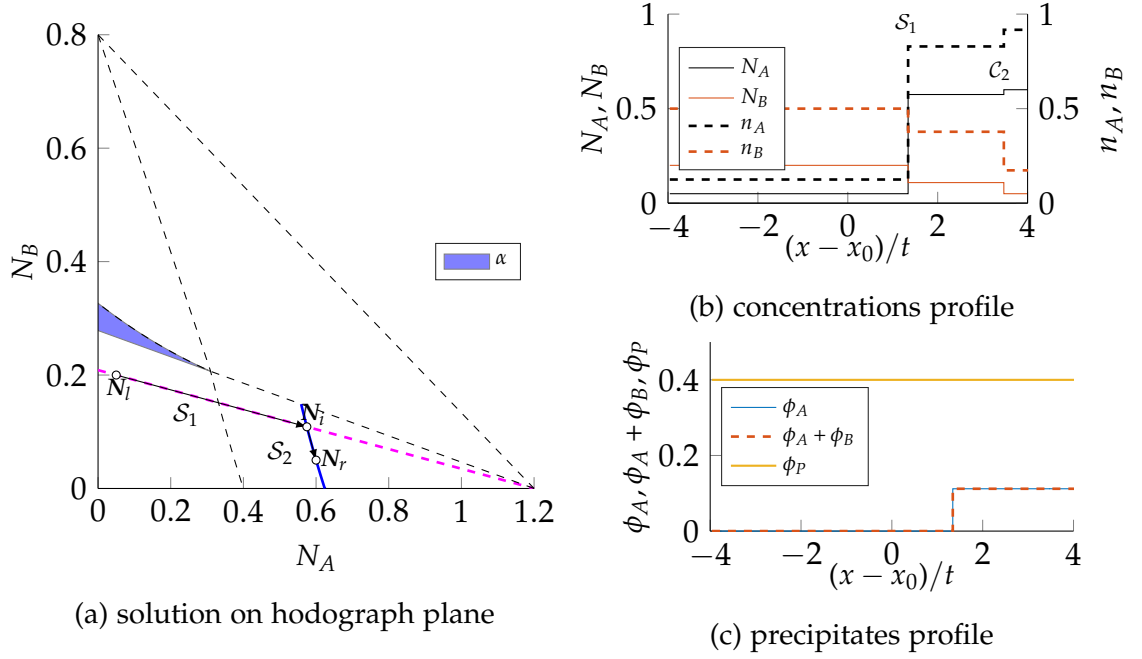 0.8
0.6
0.4
0.2
0
N_B
0 0.2 0.4 0.6 0.8 1 1.2
N_A
α
N_l
S_1
N_i
S_2
N_r
(a) solution on hodograph plane
1
0.5
0
N_A, N_B
1
0.5
0
n_A, n_B
S_1
C_2
N_A
N_B
n_A
n_B
−4 −2 0 2 4
(x − x_0)/t
(b) concentrations profile
0.4
0.2
0
ϕ_A, ϕ_A + ϕ_B, ϕ_P
ϕ_A
ϕ_A + ϕ_B
ϕ_P
−4 −2 0 2 4
(x − x_0)/t
(c) precipitates profile